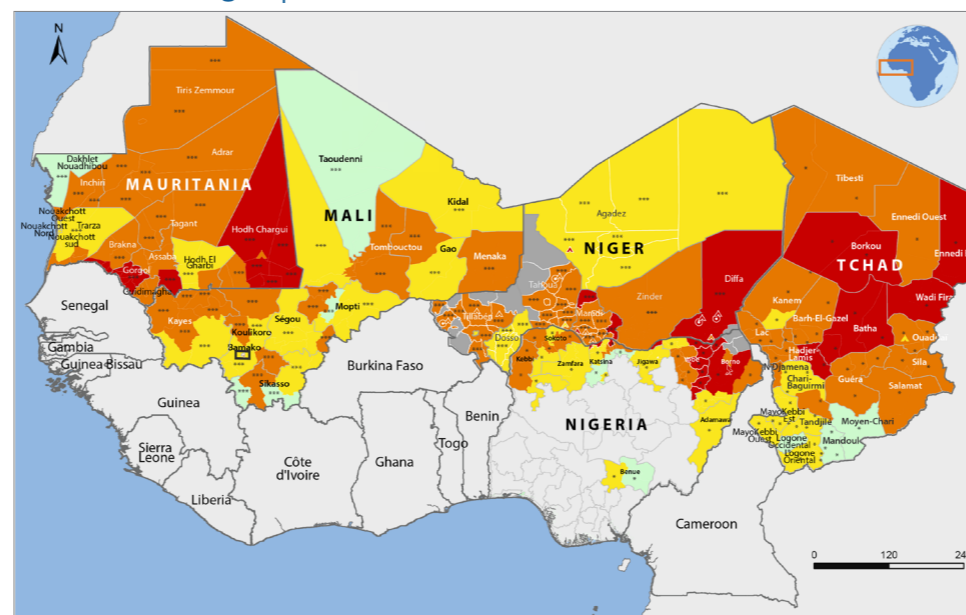 N
Tiris Zemmour
Adrar
Dakhlet
Nouadhibou
Inchiri
MAURITANIA
Nouakchott
Ouest
Nouakchott
Nord
Nouakchott
sud
Trarza
Tagant
Brakna
Assaba
Hodh El
Gharbi
Hodh Chargui
Gorgol
Guidimagha
Taoudenni
MALI
Kidal
Gao
Tombouctou
Menaka
Mopti
Ségou
Kayes
Koulikoro
Bamako
Sikasso
Agadez
NIGER
Tahoua
Diffa
Zinder
Maradi
Dosso
Tibesti
Ennedi Ouest
Borkou
TCHAD
Wadi Fira
Kanem
Barh-El-Gazel
Batha
Lac
Hadjer-
Lamis
N'Djamena
Chari-
Baguirmi
Guéra
Sila
Salamat
Mayo Kebbi
Est
Mayo Kebbi
Ouest
Tandjilé
Moyen-Chari
Logone
Occidental
Mandoul
Logone
Oriental
Kebbi
Sokoto
Zamfara
Katsina
Jigawa
Borno
Adamawa
NIGERIA
Benue
Senegal
Gambia
Guinea Bissau
Guinea
Sierra
Leone
Liberia
Côte
d'Ivoire
Burkina Faso
Ghana
Togo
Benin
Cameroon
0 120